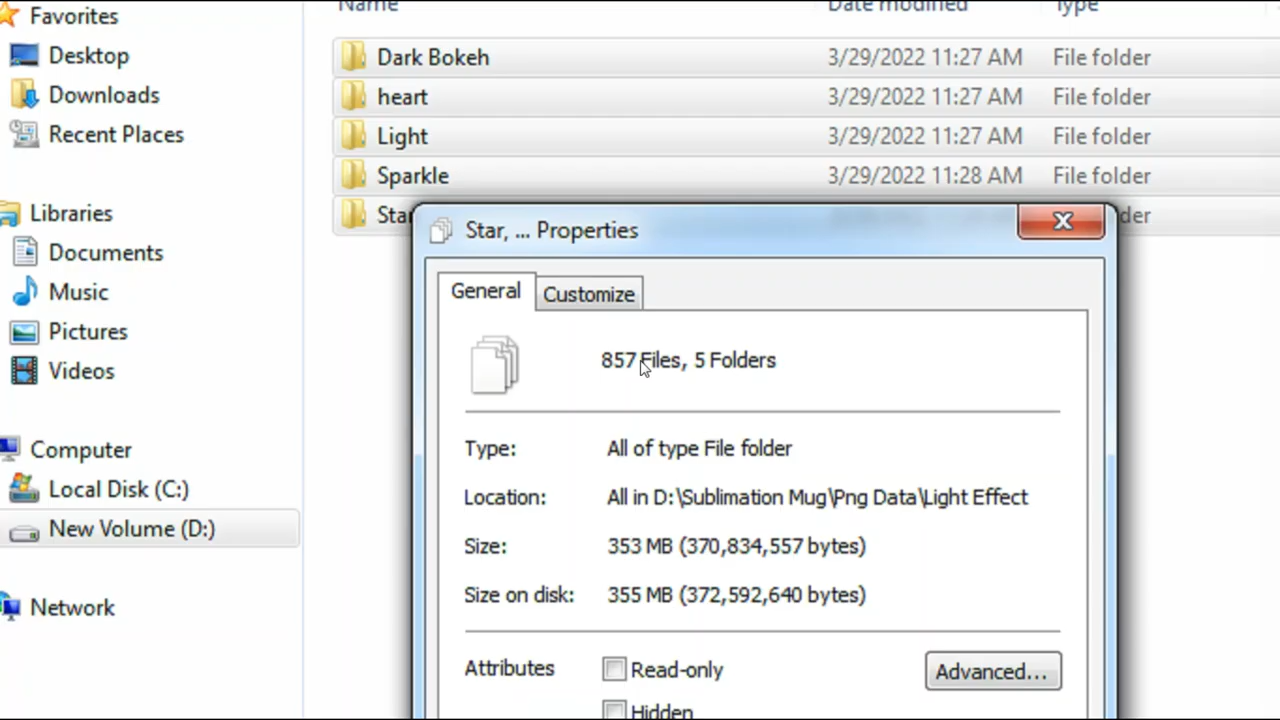 Favorites
Desktop
Downloads
Recent Places
Libraries
Documents
Music
Pictures
Videos
Computer
Local Disk (C:)
New Volume (D:)
Network
Name Date modified Type
Dark Bokeh 3/29/2022 11:27 AM File folder
heart 3/29/2022 11:27 AM File folder
Light 3/29/2022 11:27 AM File folder
Sparkle 3/29/2022 11:28 AM File folder
Sta der
Star, ... Properties
General Customize
857 Files, 5 Folders
Type: All of type File folder
Location: All in D:\Sublimation Mug\Png Data\Light Effect
Size: 353 MB (370,834,557 bytes)
Size on disk: 355 MB (372,592,640 bytes)
Attributes Read-only Advanced...
Hidden